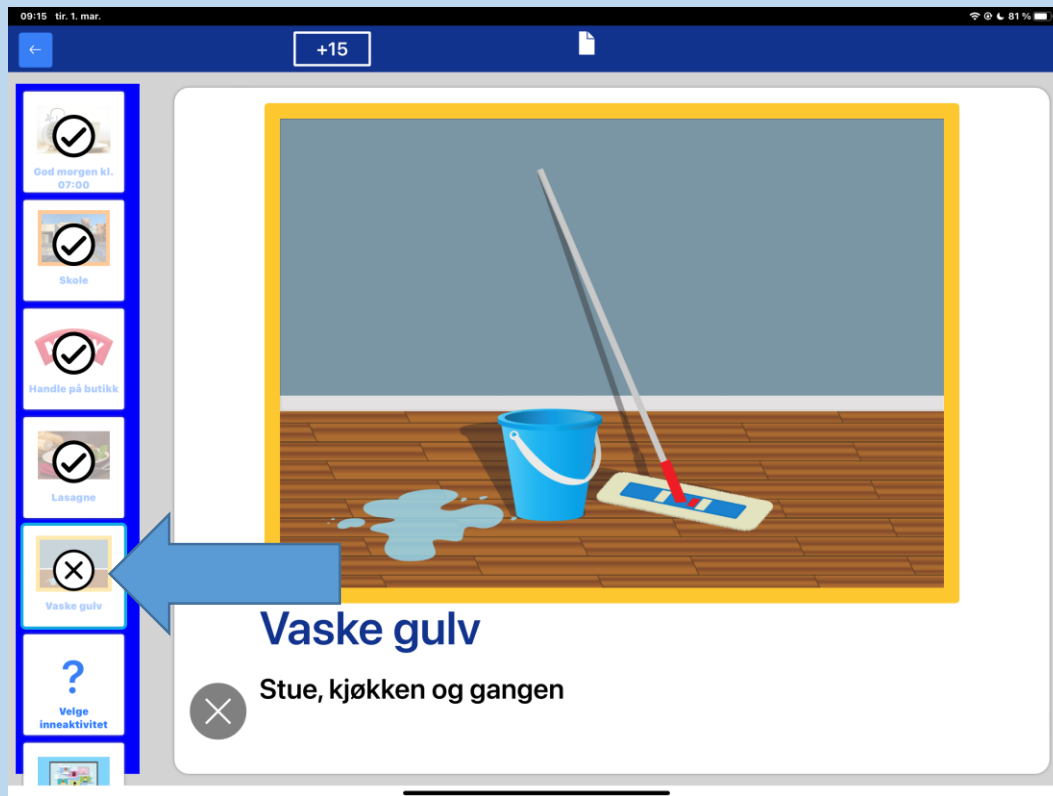 09:15 tir. 1. mar.
81 %
+15
God morgen kl.
07:00
Skole
Handle på butikk
Lasagne
Vaske gulv
Velge
inneaktivitet
Vaske gulv
Stue, kjøkken og gangen